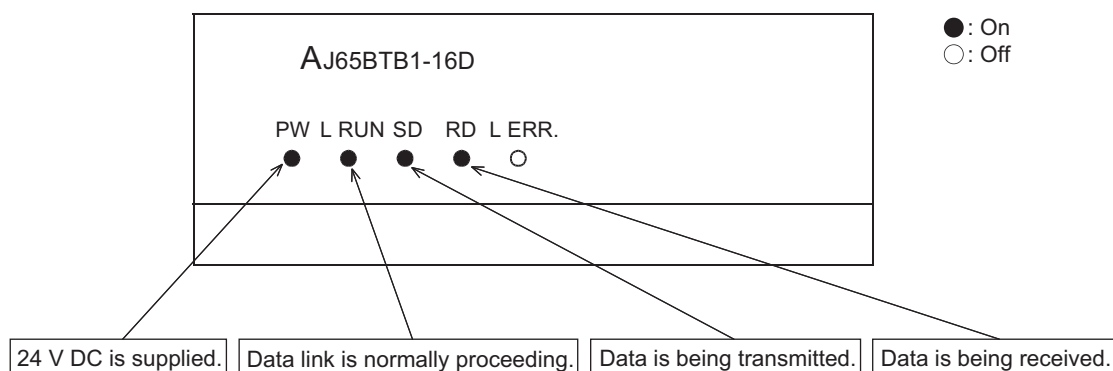 ●: On
○: Off
AJ65BTB1-16D
PW L RUN SD RD L ERR.
24 V DC is supplied.
Data link is normally proceeding.
Data is being transmitted.
Data is being received.